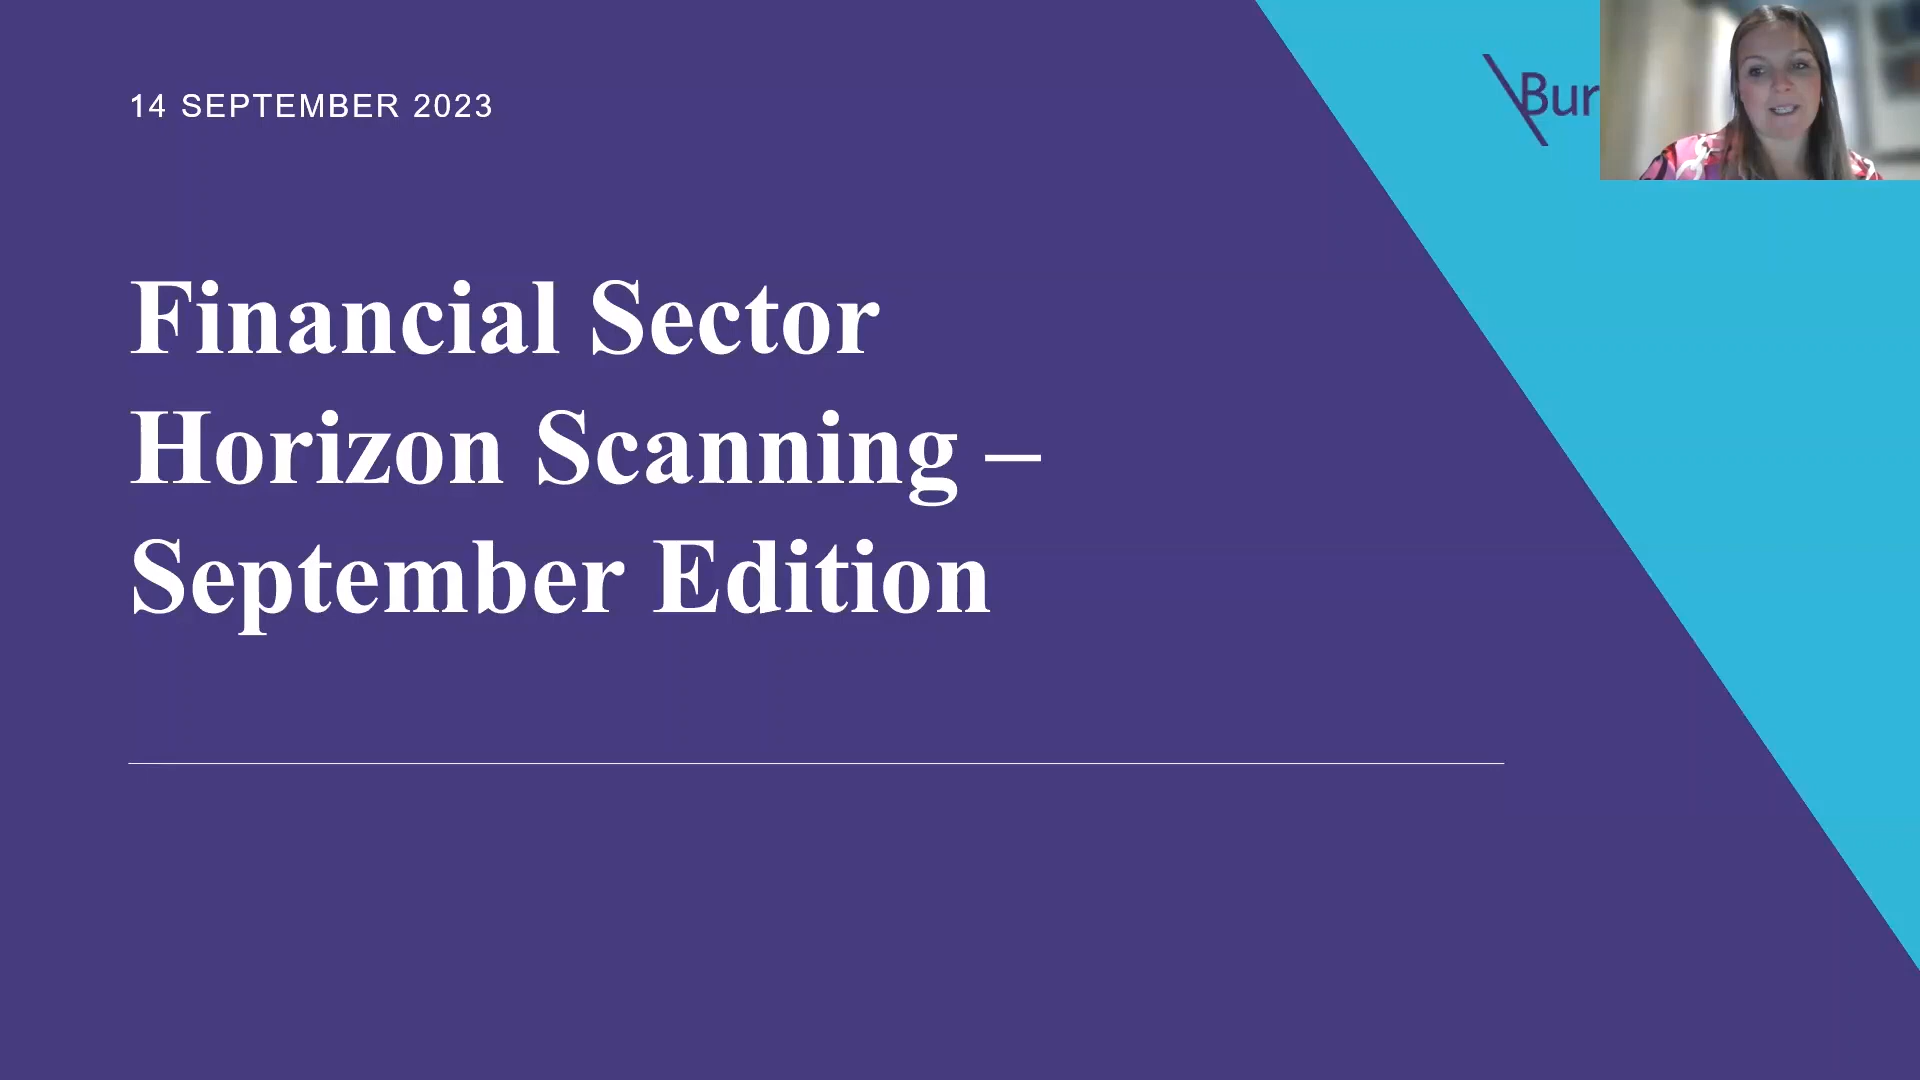 14 SEPTEMBER 2023
Bur
Financial Sector
Horizon Scanning –
September Edition